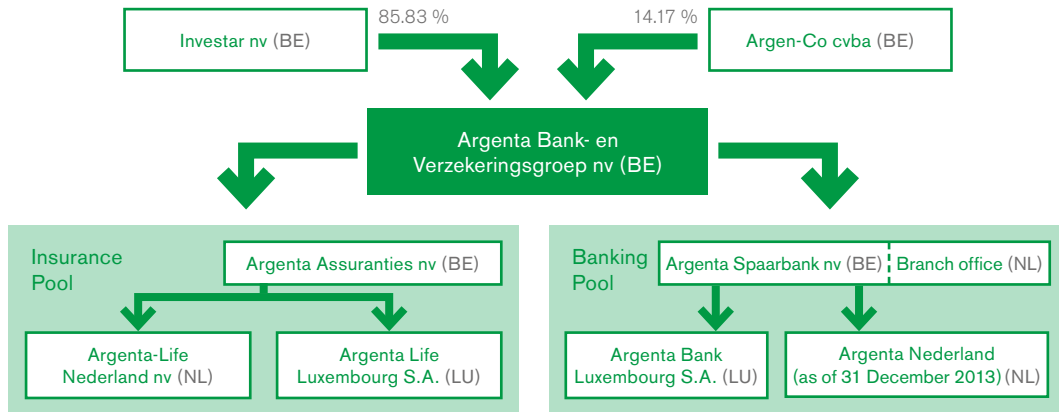 85.83 %
14.17 %
Investar nv (BE)
Argen-Co cvba (BE)
Argenta Bank- en
Verzekeringsgroep nv (BE)
Insurance
Pool
Argenta Assuranties nv (BE)
Argenta-Life
Nederland nv (NL)
Argenta Life
Luxembourg S.A. (LU)
Banking
Pool
Argenta Spaarbank nv (BE)
Branch office (NL)
Argenta Bank
Luxembourg S.A. (LU)
Argenta Nederland
(as of 31 December 2013) (NL)